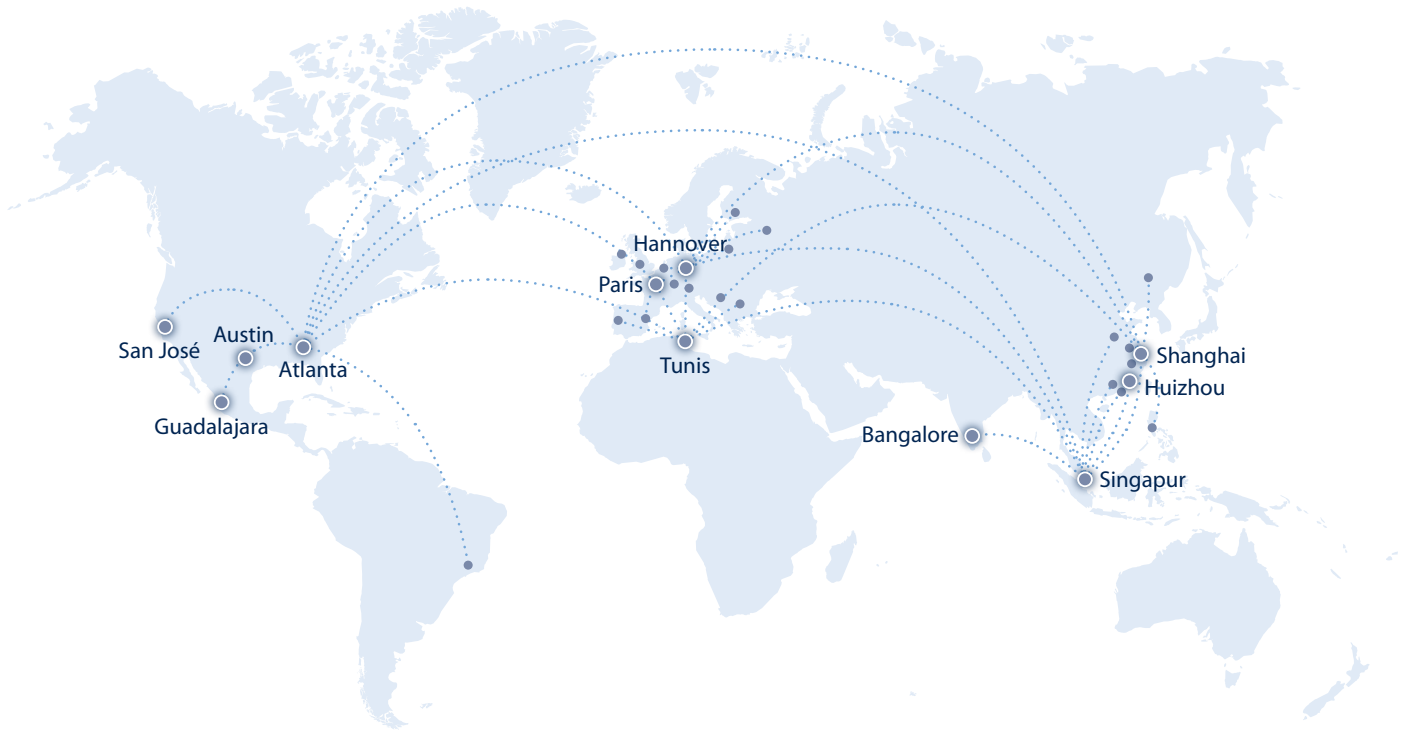 Hannover
Paris
Austin
San José
Atlanta
Shanghai
Tunis
Huizhou
Guadalajara
Bangalore
Singapur